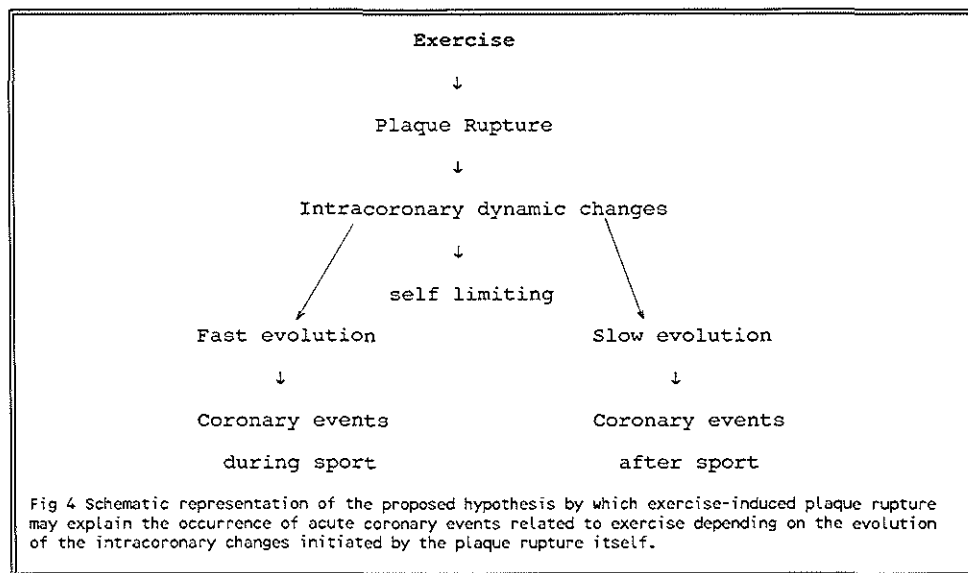 Exercise
↓
Plaque Rupture
↓
Intracoronary dynamic changes
↓
self limiting
Fast evolution Slow evolution
↓ ↓
Coronary events Coronary events
during sport after sport
Fig 4 Schematic representation of the proposed hypothesis by which exercise-induced plaque rupture
may explain the occurrence of acute coronary events related to exercise depending on the evolution
of the intracoronary changes initiated by the plaque rupture itself.